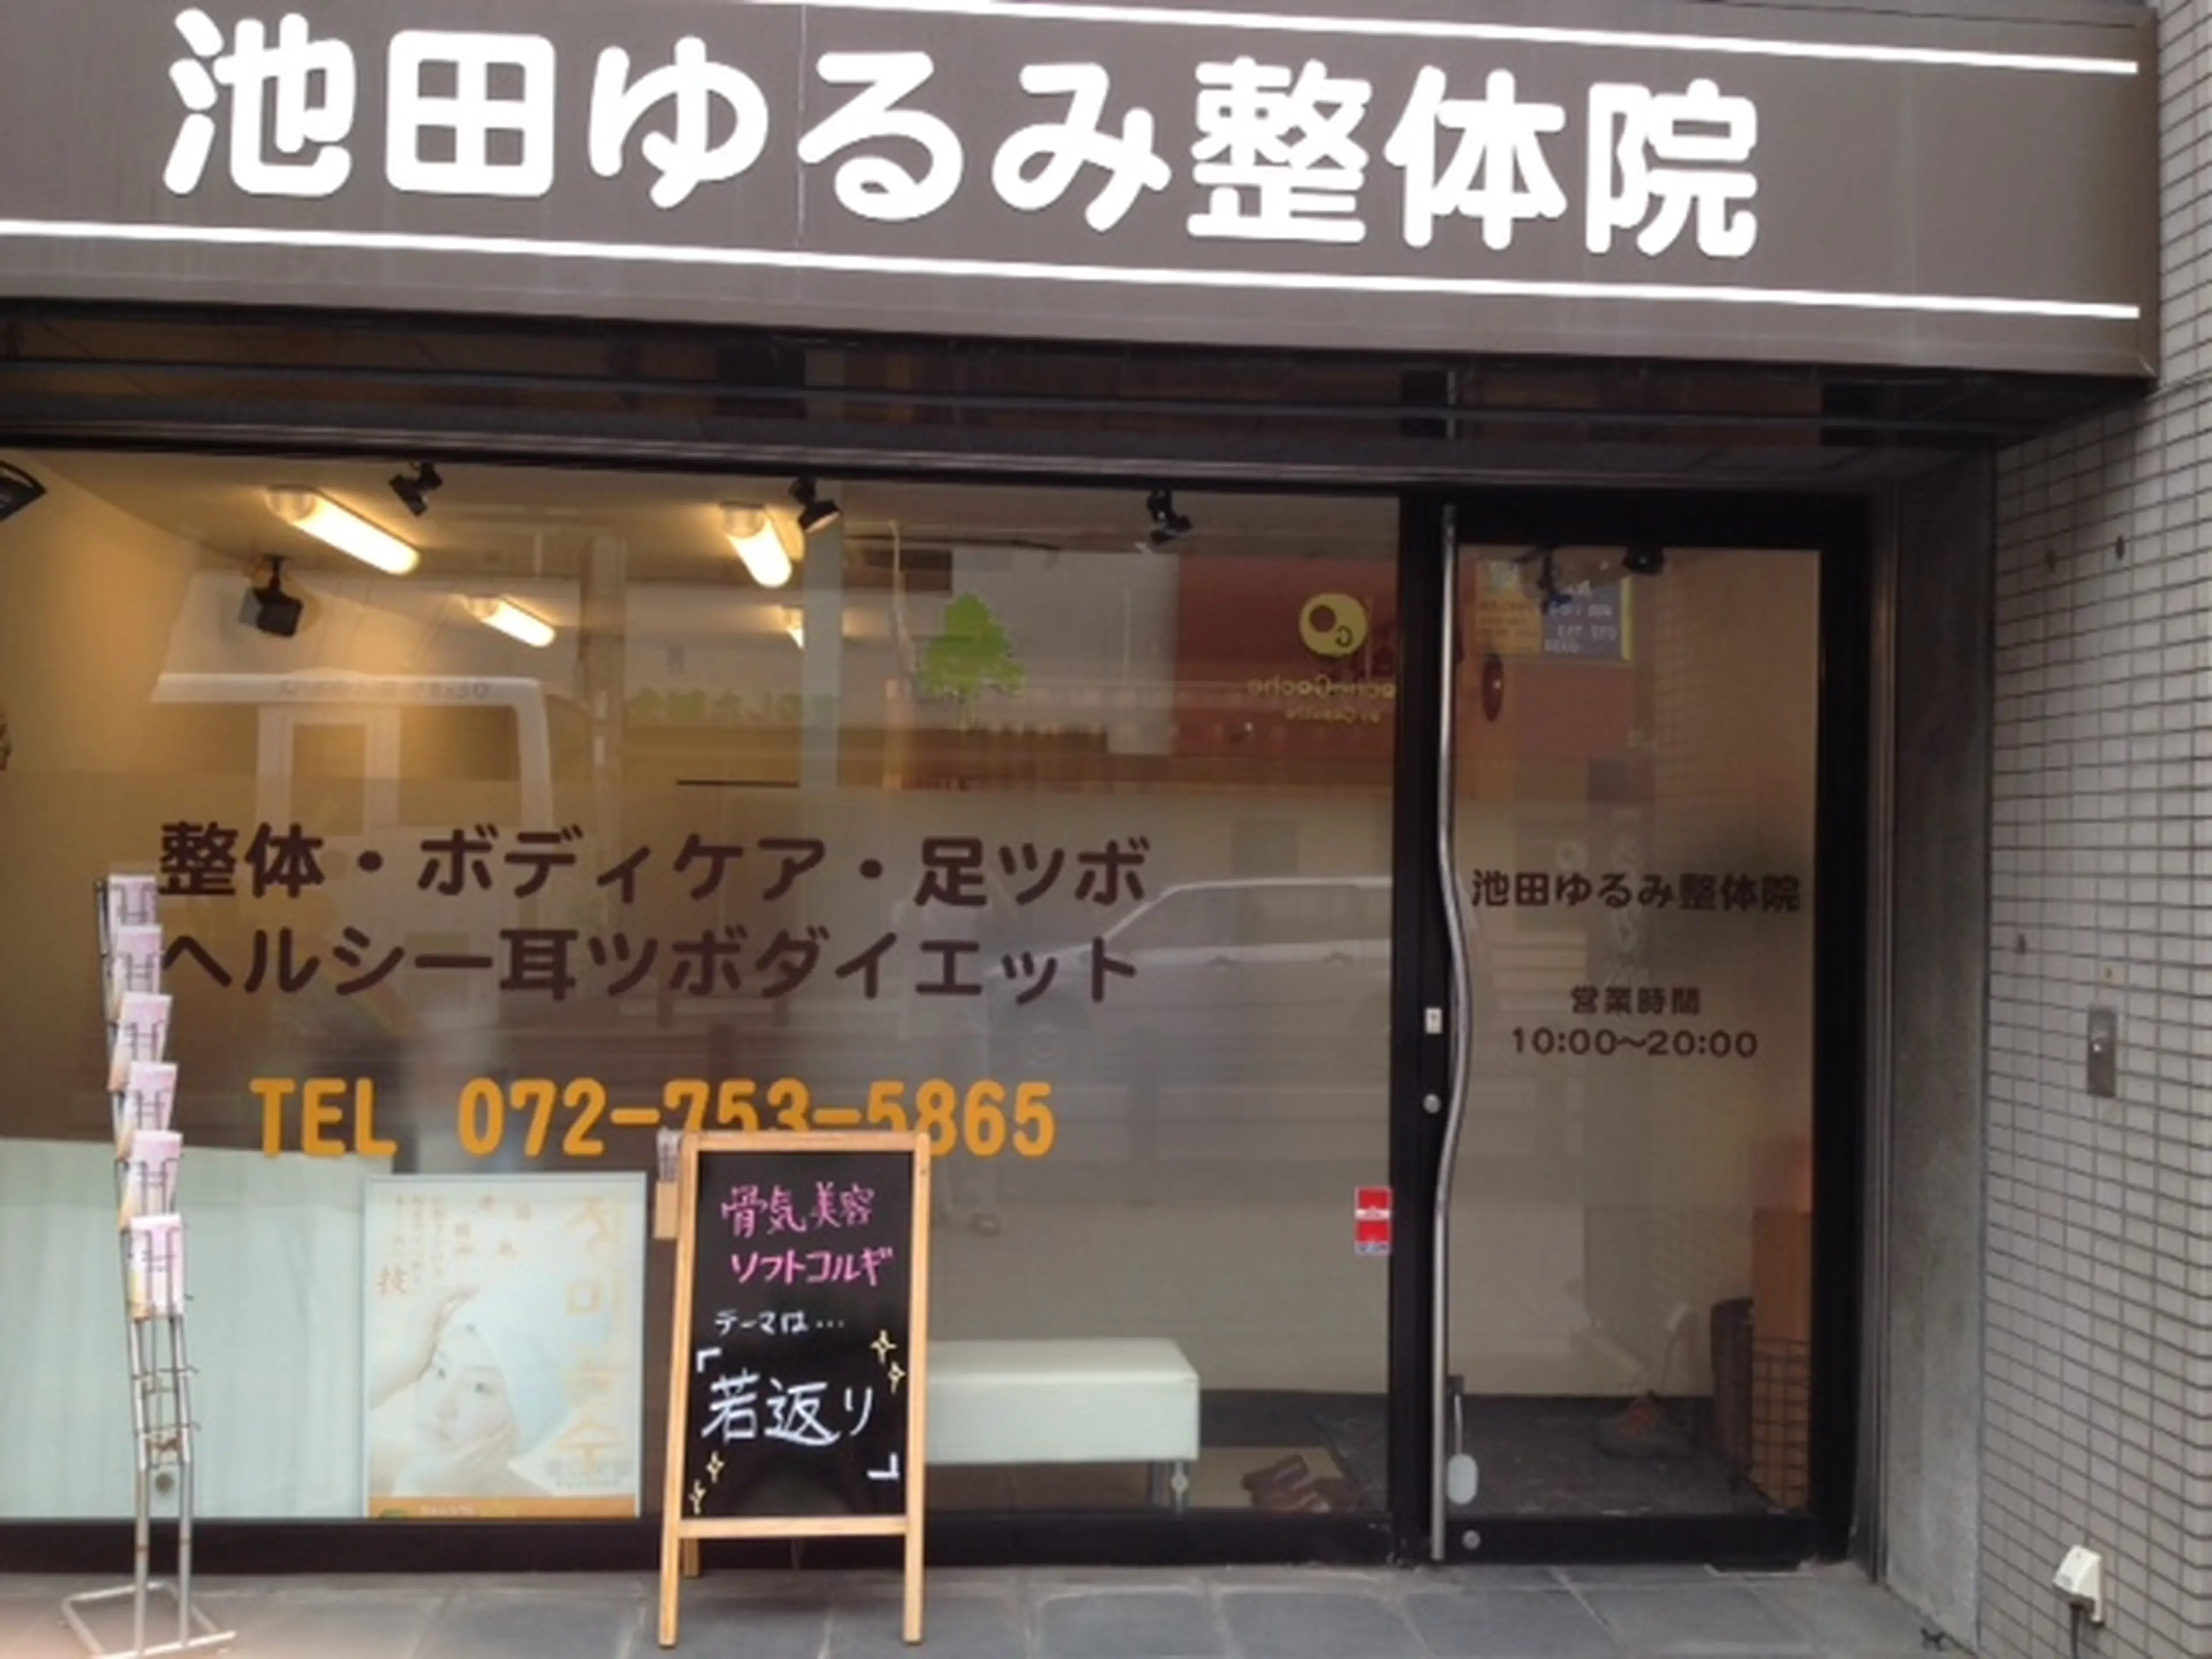 池田ゆるみ整体院
整体・ボディケア・足ツボ
ヘルシー耳ツボダイエット
TEL 072-753-5865
池田ゆるみ整体院
営業時間
10:00〜20:00
骨気美容
ソフトコルギ
テーマは…
「若返り」
技